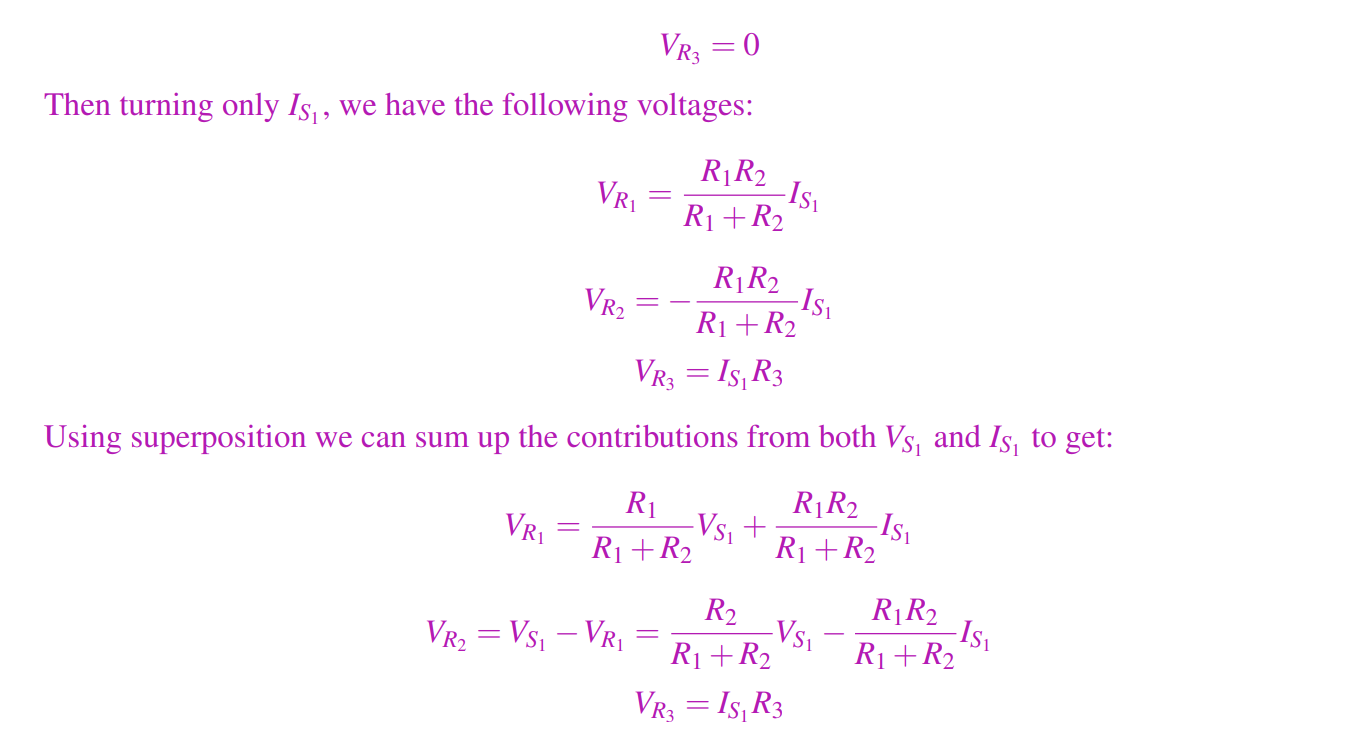 $V_{R_3} = 0$
Then turning only $I_{S_1}$, we have the following voltages:
$V_{R_1} = \frac{R_1 R_2}{R_1 + R_2} I_{S_1}$
$V_{R_2} = -\frac{R_1 R_2}{R_1 + R_2} I_{S_1}$
$V_{R_3} = I_{S_1} R_3$
Using superposition we can sum up the contributions from both $V_{S_1}$ and $I_{S_1}$ to get:
$V_{R_1} = \frac{R_1}{R_1 + R_2} V_{S_1} + \frac{R_1 R_2}{R_1 + R_2} I_{S_1}$
$V_{R_2} = V_{S_1} - V_{R_1} = \frac{R_2}{R_1 + R_2} V_{S_1} - \frac{R_1 R_2}{R_1 + R_2} I_{S_1}$
$V_{R_3} = I_{S_1} R_3$